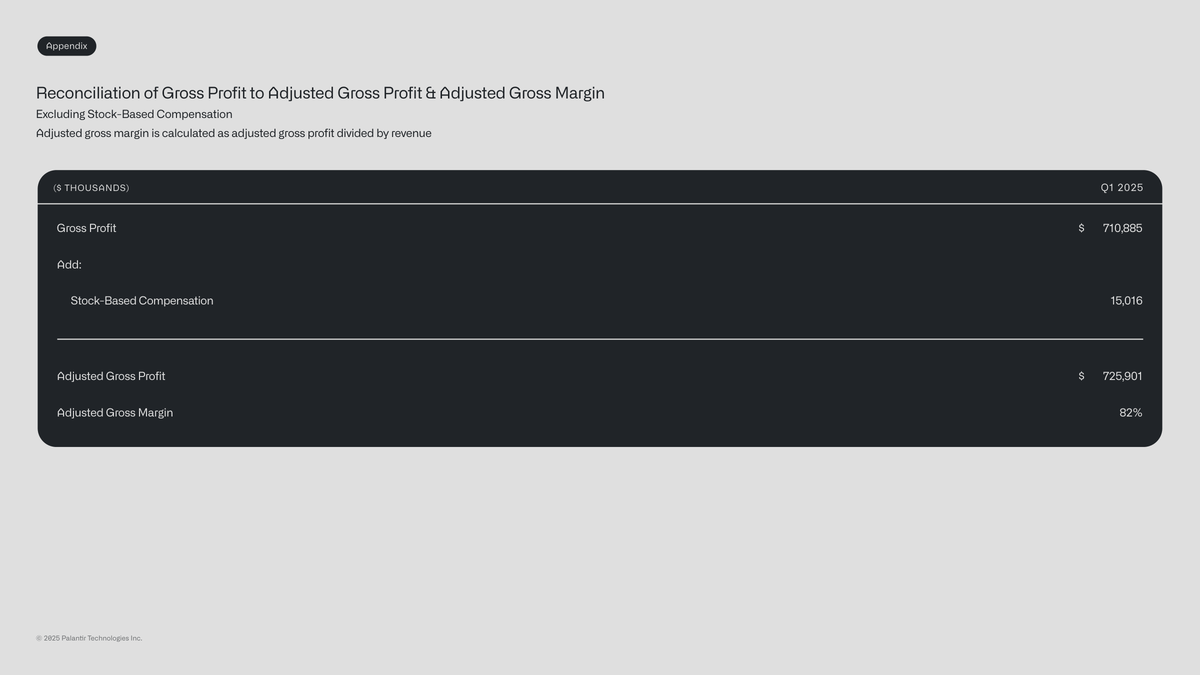 Appendix
Reconciliation of Gross Profit to Adjusted Gross Profit & Adjusted Gross Margin
Excluding Stock-Based Compensation
Adjusted gross margin is calculated as adjusted gross profit divided by revenue
($ THOUSANDS) Q1 2025
Gross Profit $ 710,885
Add:
Stock-Based Compensation 15,016
Adjusted Gross Profit $ 725,901
Adjusted Gross Margin 82%
© 2025 Palantir Technologies Inc.